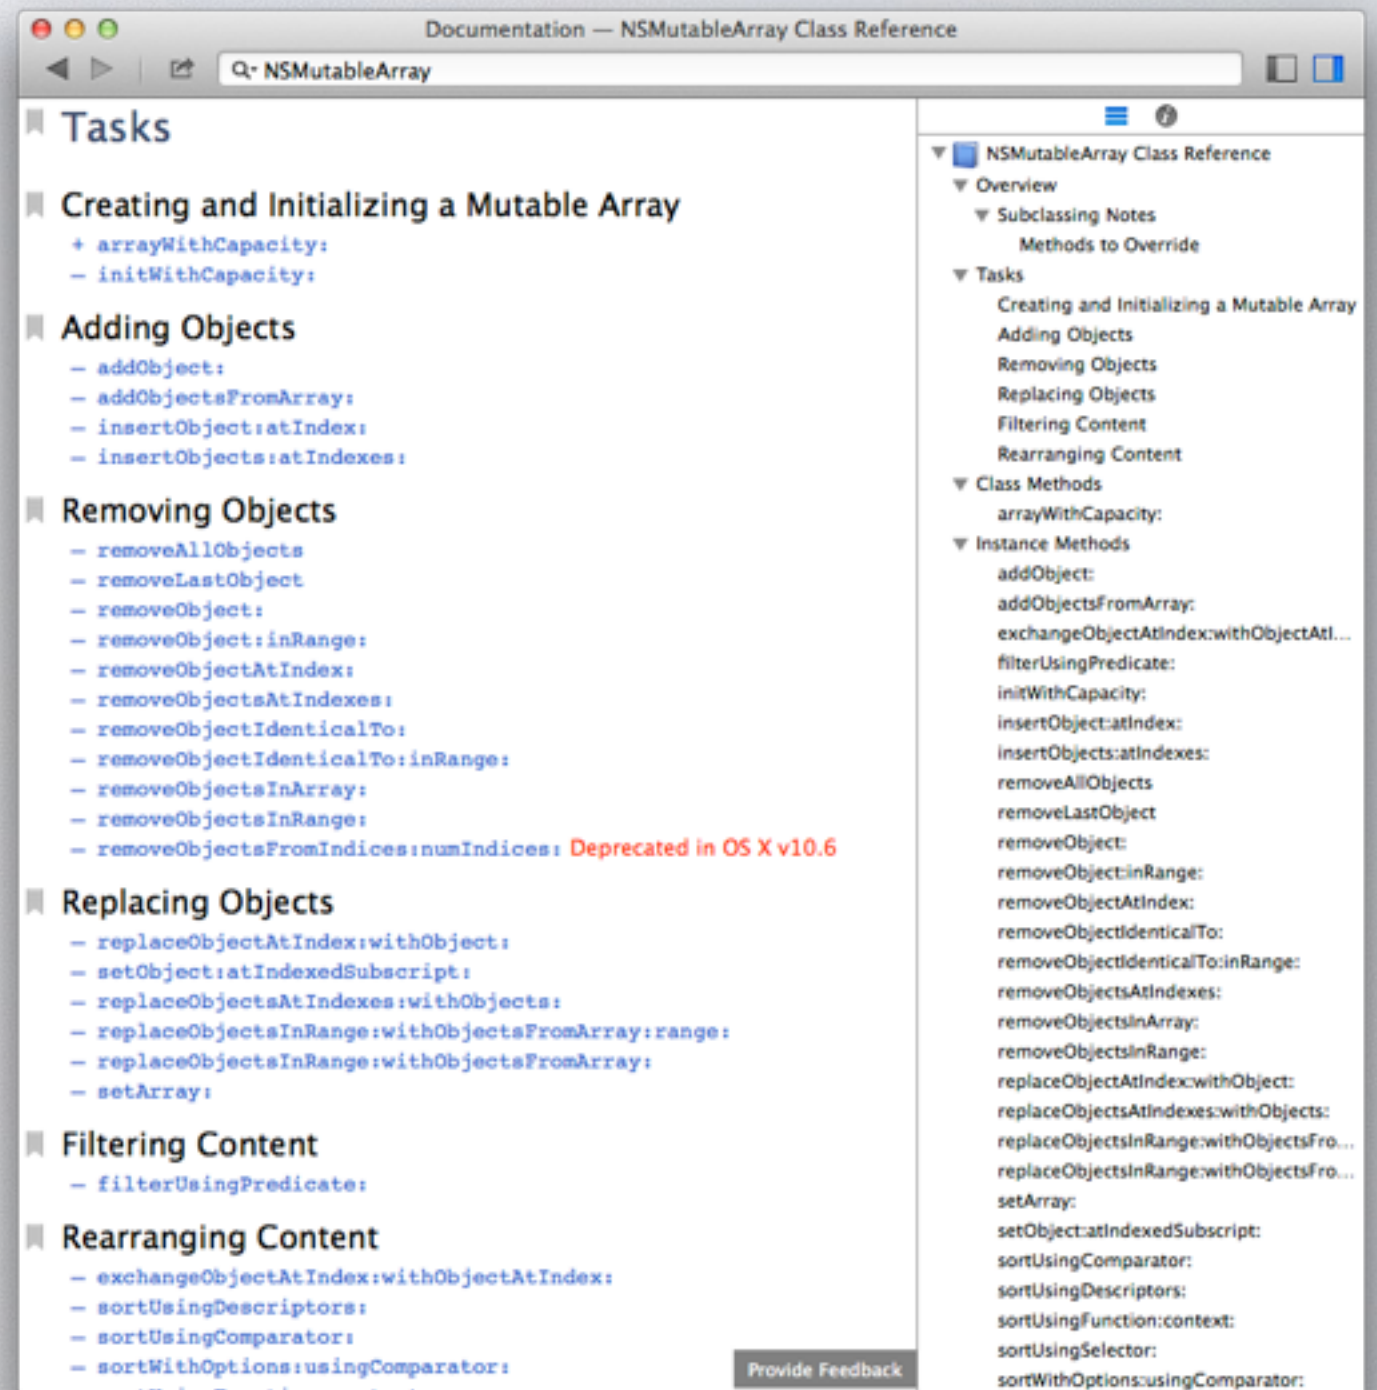 Documentation — NSMutableArray Class Reference
NSMutableArray
Tasks
Creating and Initializing a Mutable Array
+ arrayWithCapacity:
– initWithCapacity:
Adding Objects
– addObject:
– addObjectsFromArray:
– insertObject:atIndex:
– insertObjects:atIndexes:
Removing Objects
– removeAllObjects
– removeLastObject
– removeObject:
– removeObject:inRange:
– removeObjectAtIndex:
– removeObjectsAtIndexes:
– removeObjectIdenticalTo:
– removeObjectIdenticalTo:inRange:
– removeObjectsInArray:
– removeObjectsInRange:
– removeObjectsFromIndices:numIndices: Deprecated in OS X v10.6
Replacing Objects
– replaceObjectAtIndex:withObject:
– setObject:atIndexedSubscript:
– replaceObjectsAtIndexes:withObjects:
– replaceObjectsInRange:withObjectsFromArray:range:
– replaceObjectsInRange:withObjectsFromArray:
– setArray:
Filtering Content
– filterUsingPredicate:
Rearranging Content
– exchangeObjectAtIndex:withObjectAtIndex:
– sortUsingDescriptors:
– sortUsingComparator:
– sortWithOptions:usingComparator:
Provide Feedback
NSMutableArray Class Reference
Overview
Subclassing Notes
Methods to Override
Tasks
Creating and Initializing a Mutable Array
Adding Objects
Removing Objects
Replacing Objects
Filtering Content
Rearranging Content
Class Methods
arrayWithCapacity:
Instance Methods
addObject:
addObjectsFromArray:
exchangeObjectAtIndex:withObjectAtI...
filterUsingPredicate:
initWithCapacity:
insertObject:atIndex:
insertObjects:atIndexes:
removeAllObjects
removeLastObject
removeObject:
removeObject:inRange:
removeObjectAtIndex:
removeObjectIdenticalTo:
removeObjectIdenticalTo:inRange:
removeObjectsAtIndexes:
removeObjectsInArray:
removeObjectsInRange:
replaceObjectAtIndex:withObject:
replaceObjectsAtIndexes:withObjects:
replaceObjectsInRange:withObjectsFro...
replaceObjectsInRange:withObjectsFro...
setArray:
setObject:atIndexedSubscript:
sortUsingComparator:
sortUsingDescriptors:
sortUsingFunction:context:
sortUsingSelector:
sortWithOptions:usingComparator: